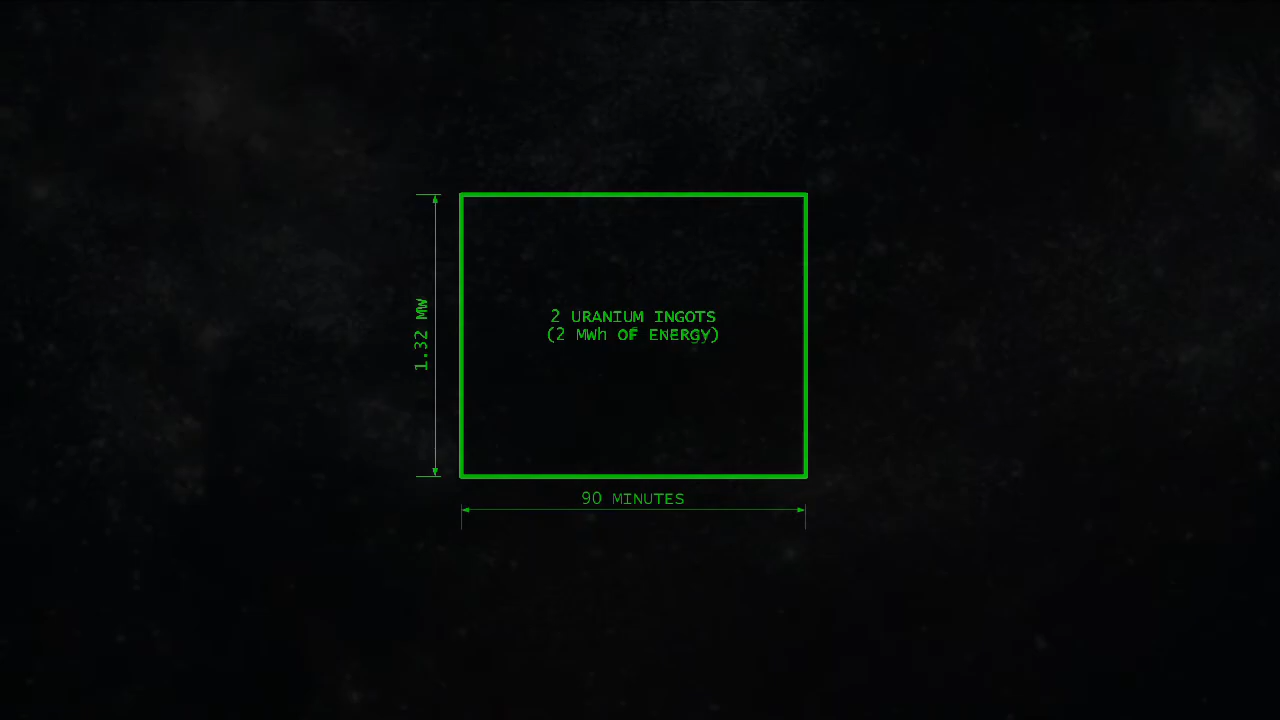 1.32 MW
2 URANIUM INGOTS
(2 MWh OF ENERGY)
90 MINUTES